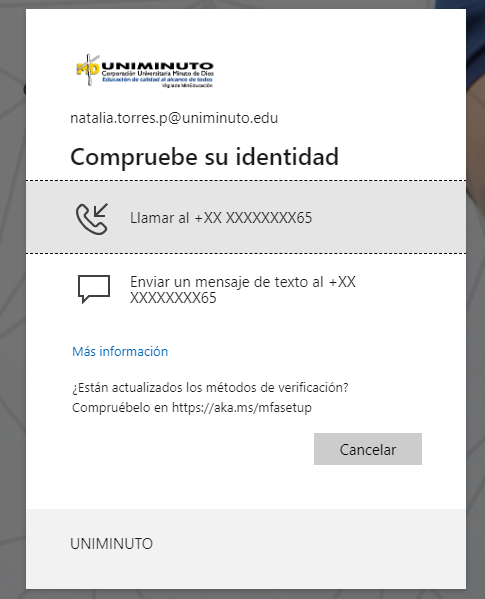 UNIMINUTO
Corporación Universitaria Minuto de Dios
Educación de calidad al alcance de todos
Vigilada MinEducación
natalia.torres.p@uniminuto.edu
Compruebe su identidad
Llamar al +XX XXXXXXXX65
Enviar un mensaje de texto al +XX
XXXXXXXX65
Más información
¿Están actualizados los métodos de verificación?
Compruébelo en https://aka.ms/mfasetup
Cancelar
UNIMINUTO